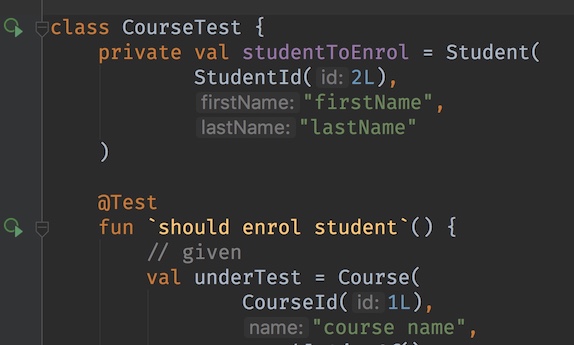 class CourseTest {
private val studentToEnrol = Student(
StudentId( id: 2L),
firstName: "firstName",
lastName: "lastName"
)
@Test
fun `should enrol student`() {
// given
val underTest = Course(
CourseId( id: 1L),
name: "course name",